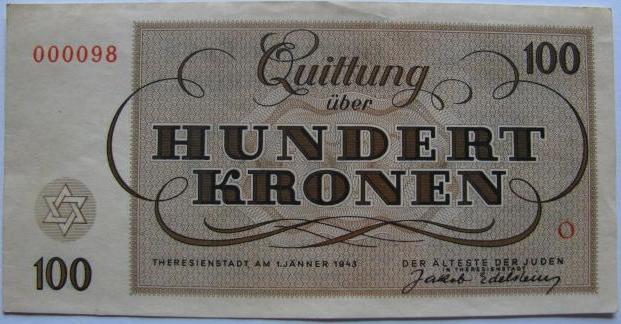 000098
Quittung
100
über
HUNDERT
KRONEN
O
100
THERESIENSTADT AM 1. JÄNNER 1943
DER ÄLTESTE DER JUDEN
IN THERESIENSTADT
Jakob Edelstein